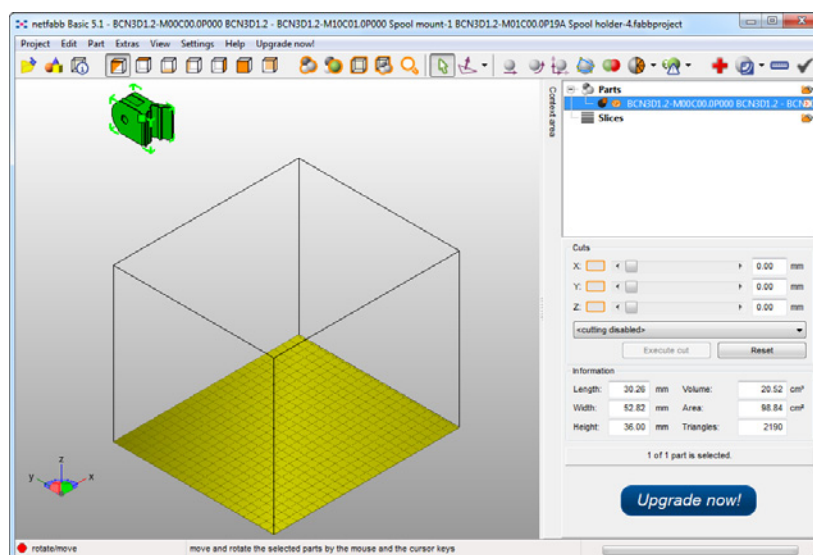 netfabb Basic 5.1 - BCN3D1.2-M00C00.0P000 BCN3D1.2 - BCN3D1.2-M10C01.0P000 Spool mount-1 BCN3D1.2-M01C00.0P19A Spool holder-4.fabbproject
Project Edit Part Extras View Settings Help Upgrade now!
Context area
Parts
BCN3D1.2-M00C00.0P000 BCN3D1.2 -
Slices
Cuts
X: 0.00 mm
Y: 0.00 mm
Z: 0.00 mm
<cutting disabled>
Execute cut Reset
Information
Length: 30.26 mm Volume: 20.52 cm³
Width: 52.82 mm Area: 98.84 cm²
Height: 36.00 mm Triangles: 2190
1 of 1 part is selected.
Upgrade now!
z
y x
rotate/move move and rotate the selected parts by the mouse and the cursor keys